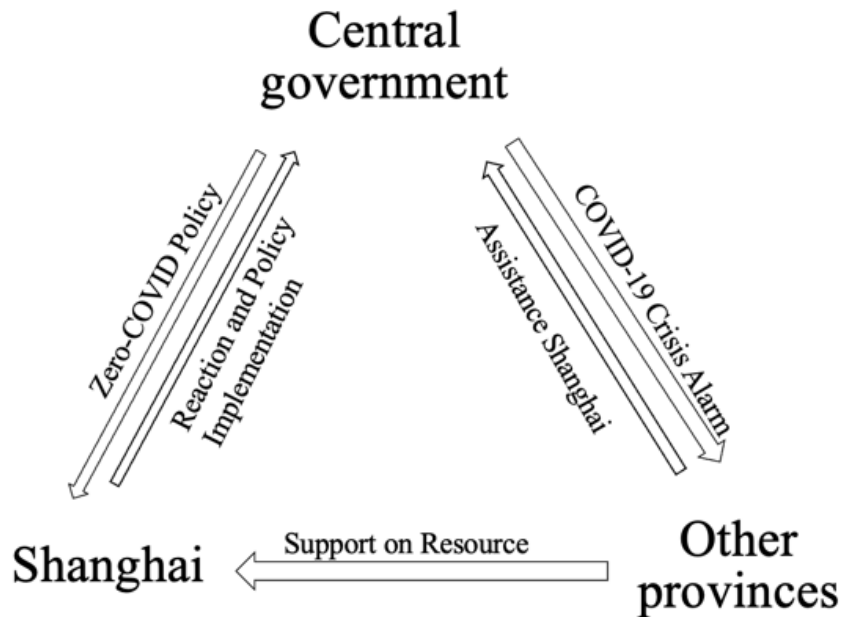 Central
government
Zero-COVID Policy
Reaction and Policy
Implementation
Assistance Shanghai
COVID-19 Crisis Alarm
Shanghai
Support on Resource
Other
provinces